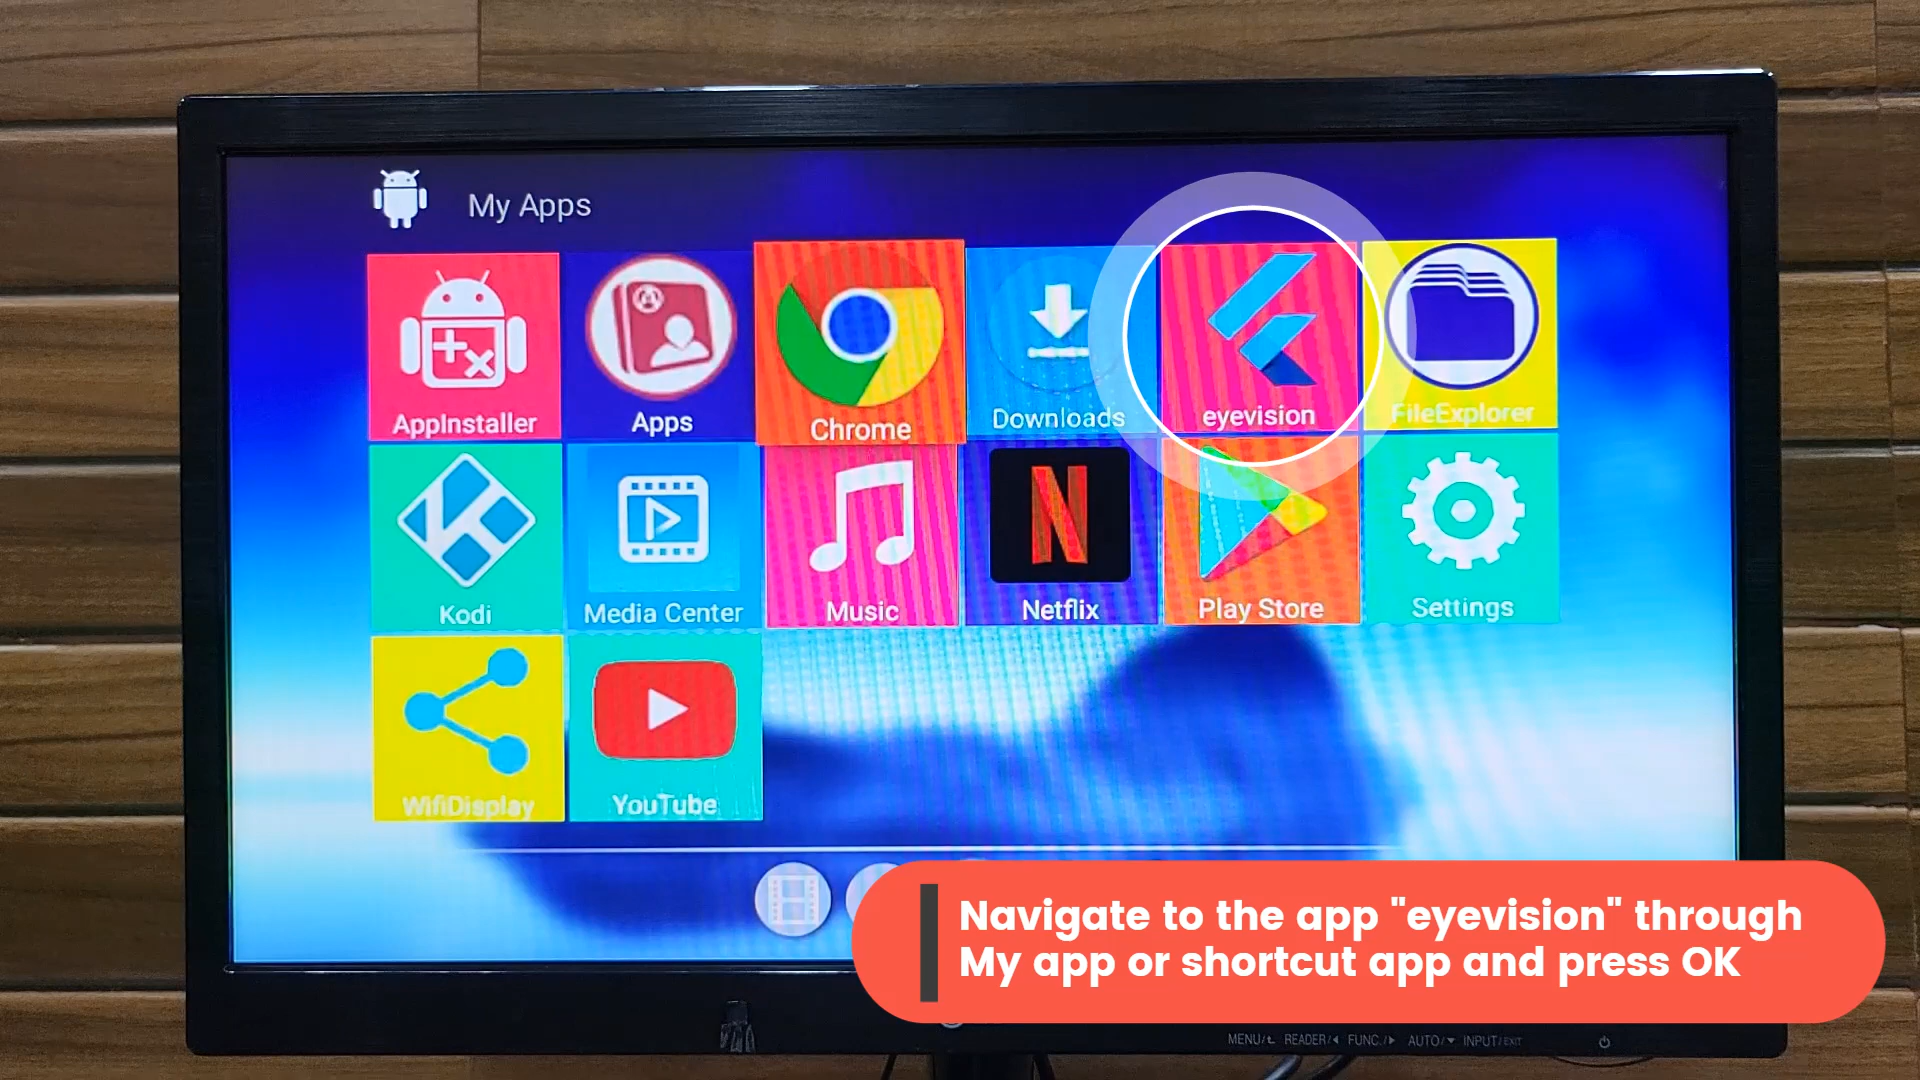 My Apps
AppInstaller
Apps
Chrome
Downloads
eyevision
FileExplorer
Kodi
Media Center
Music
N
Netflix
Play Store
Settings
WifiDisplay
YouTube
Navigate to the app "eyevision" through
My app or shortcut app and press OK
MENU/ READER/ FUNC./ AUTO/ INPUT/EXIT